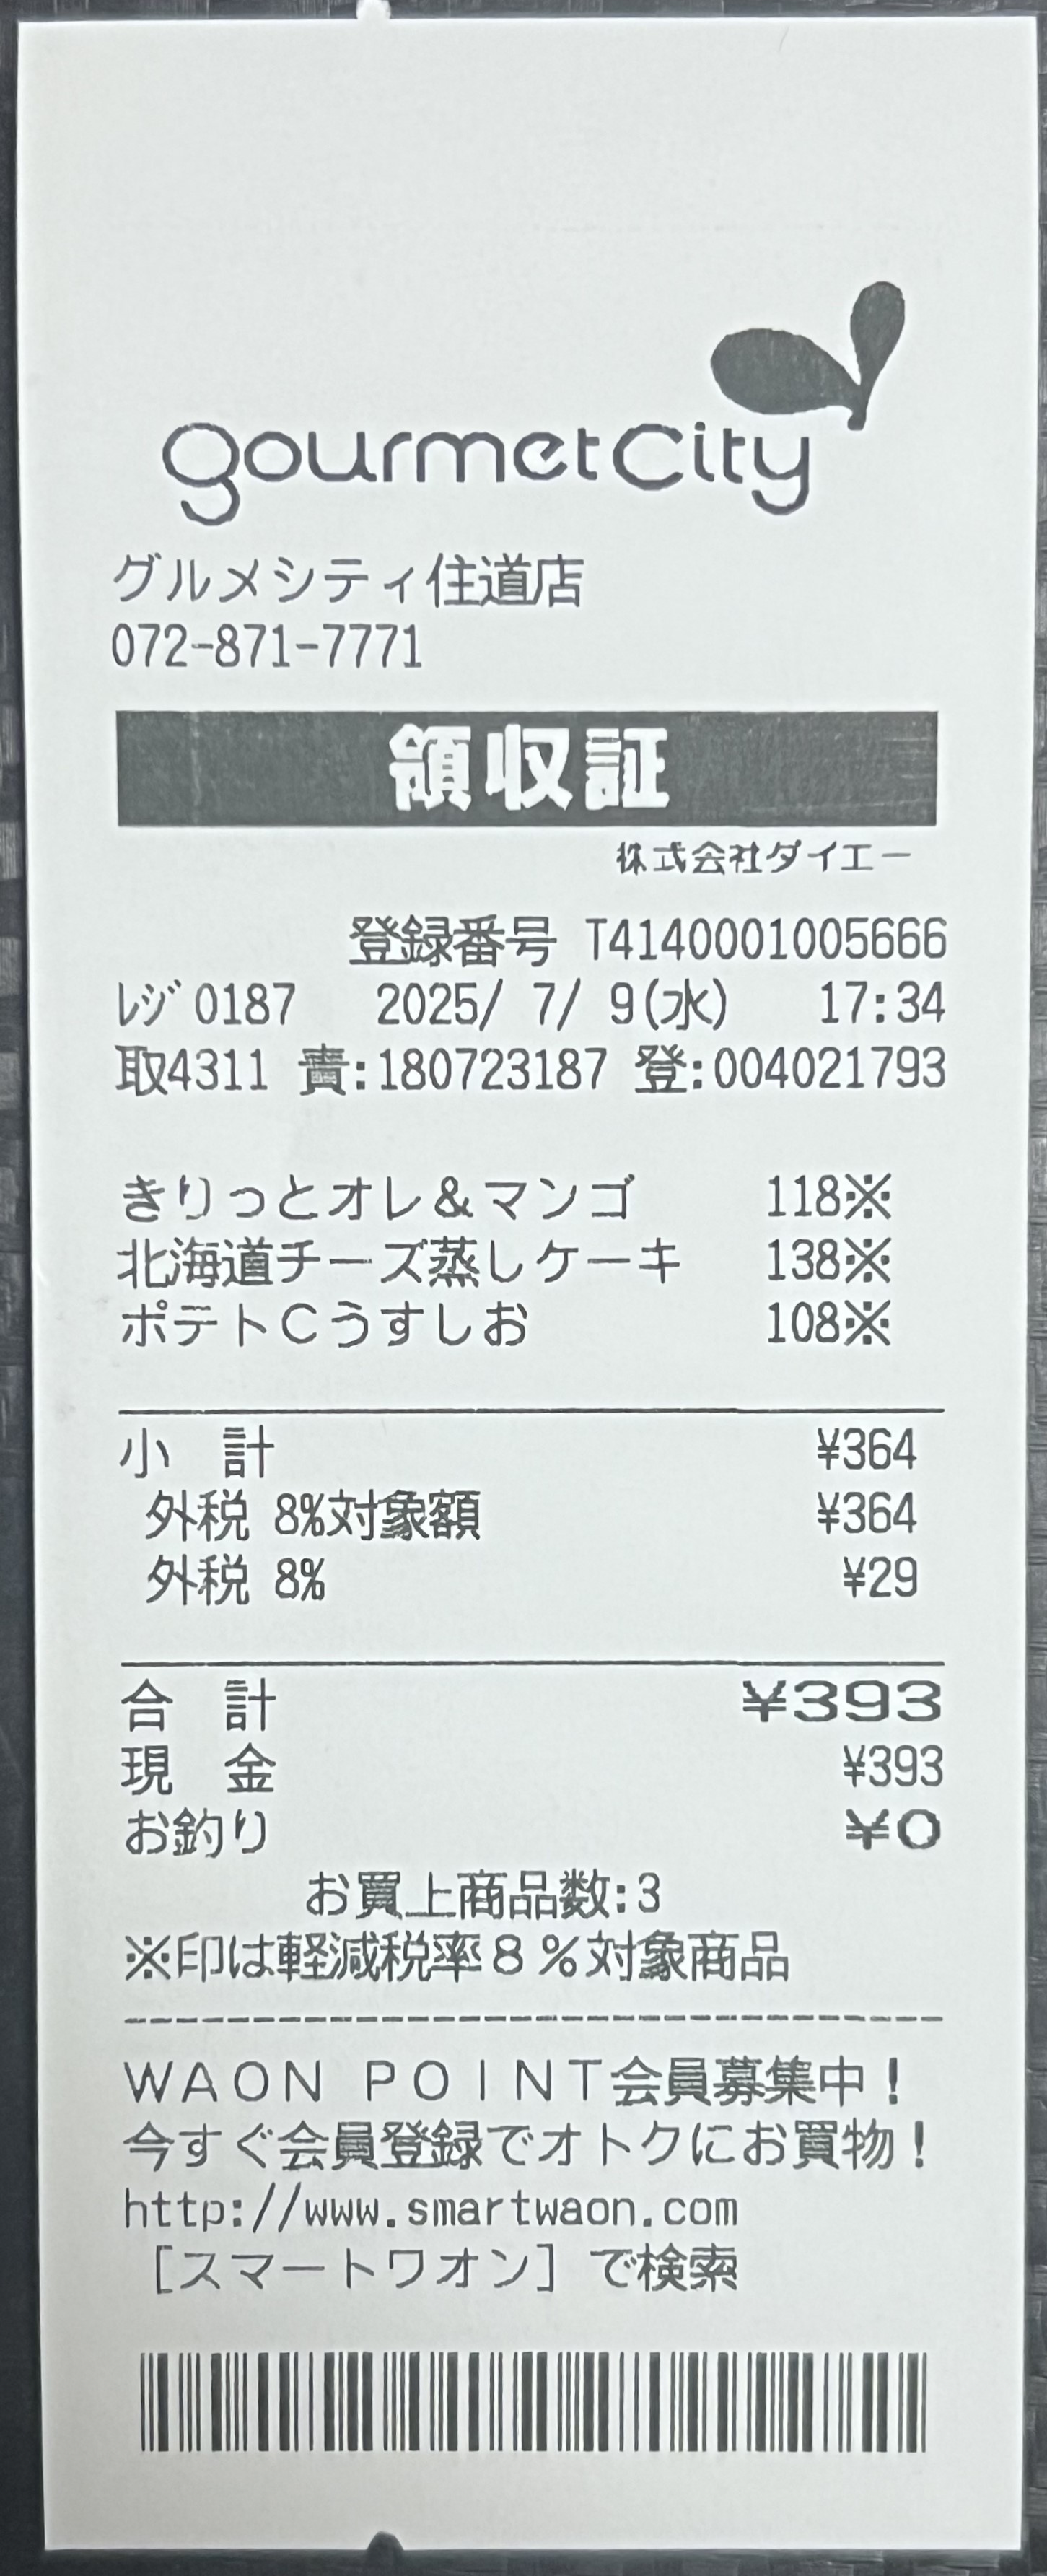 gourmetCity
グルメシティ住道店
072-871-7771
領収証
株式会社ダイエー
登録番号 T4140001005666
ﾚｼﾞ0187 2025/ 7/ 9(水) 17:34
取4311 責:180723187 登:004021793
きりっとオレ＆マンゴ 118※
北海道チーズ蒸しケーキ 138※
ポテトＣうすしお 108※
小　計 ¥364
外税 8%対象額 ¥364
外税 8% ¥29
合　計 ¥393
現　金 ¥393
お釣り ¥0
お買上商品数:3
※印は軽減税率８％対象商品
ＷＡＯＮ ＰＯＩＮＴ会員募集中！
今すぐ会員登録でオトクにお買物！
http://www.smartwaon.com
［スマートワオン］で検索